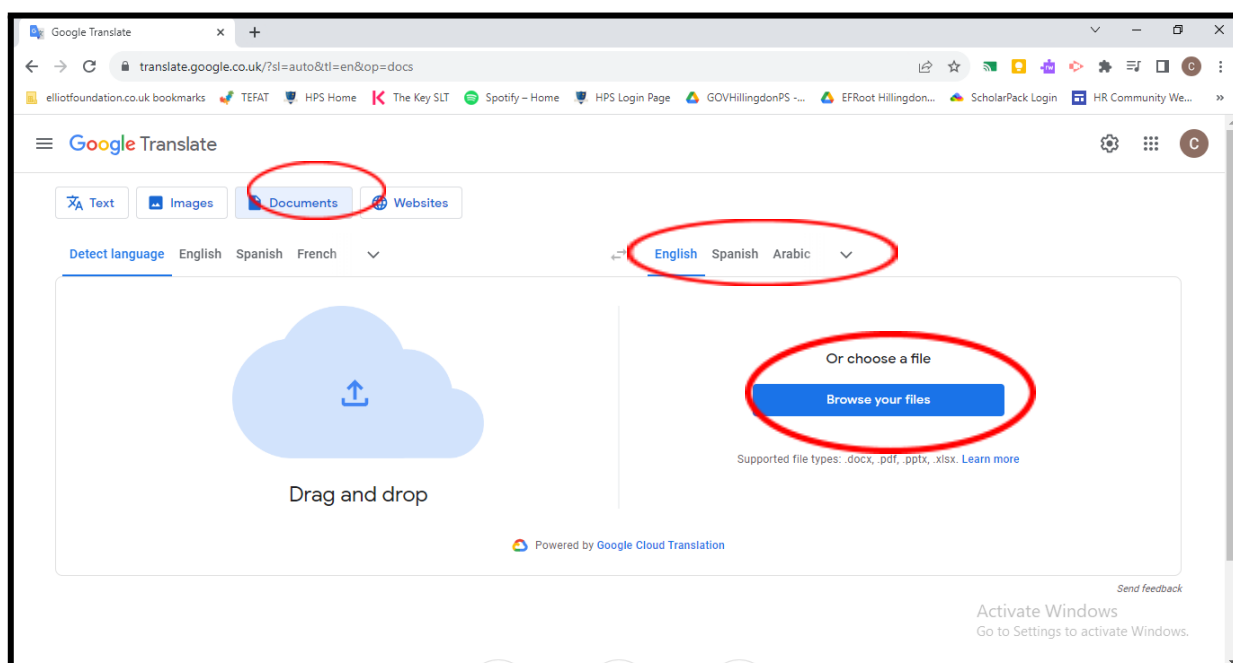 Google Translate
translate.google.co.uk/?sl=auto&tl=en&op=docs
elliotfoundation.co.uk bookmarks TEFAT HPS Home The Key SLT Spotify – Home HPS Login Page GOVHillingdonPS -... EFRoot Hillingdon... ScholarPack Login HR Community We... »
Google Translate C
Text Images Documents Websites
Detect language English Spanish French English Spanish Arabic
Or choose a file
Browse your files
Supported file types: .docx, .pdf, .pptx, .xlsx. Learn more
Drag and drop
Powered by Google Cloud Translation
Send feedback
Activate Windows
Go to Settings to activate Windows.